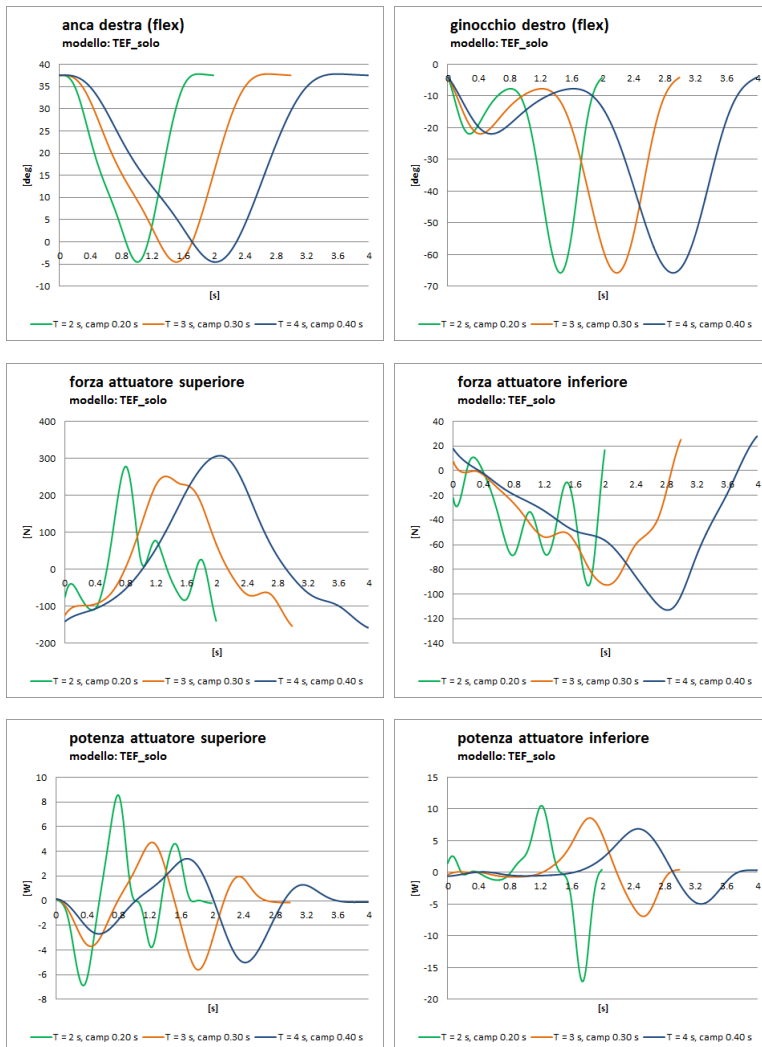 anca destra (flex)
modello: TEF_solo
40
35
30
25
20
15
10
5
0
-5
-10
[deg]
0 0.4 0.8 1.2 1.6 2 2.4 2.8 3.2 3.6 4
[s]
T = 2 s, camp 0.20 s T = 3 s, camp 0.30 s T = 4 s, camp 0.40 s
ginocchio destro (flex)
modello: TEF_solo
0
-10
-20
-30
-40
-50
-60
-70
[deg]
0 0.4 0.8 1.2 1.6 2 2.4 2.8 3.2 3.6 4
[s]
T = 2 s, camp 0.20 s T = 3 s, camp 0.30 s T = 4 s, camp 0.40 s
forza attuatore superiore
modello: TEF_solo
400
300
200
100
0
-100
-200
[N]
0 0.4 0.8 1.2 1.6 2 2.4 2.8 3.2 3.6 4
[s]
T = 2 s, camp 0.20 s T = 3 s, camp 0.30 s T = 4 s, camp 0.40 s
forza attuatore inferiore
modello: TEF_solo
40
20
0
-20
-40
-60
-80
-100
-120
-140
[N]
0 0.4 0.8 1.2 1.6 2 2.4 2.8 3.2 3.6 4
[s]
T = 2 s, camp 0.20 s T = 3 s, camp 0.30 s T = 4 s, camp 0.40 s
potenza attuatore superiore
modello: TEF_solo
10
8
6
4
2
0
-2
-4
-6
-8
[W]
0 0.4 0.8 1.2 1.6 2 2.4 2.8 3.2 3.6 4
[s]
T = 2 s, camp 0.20 s T = 3 s, camp 0.30 s T = 4 s, camp 0.40 s
potenza attuatore inferiore
modello: TEF_solo
15
10
5
0
-5
-10
-15
-20
[W]
0 0.4 0.8 1.2 1.6 2 2.4 2.8 3.2 3.6 4
[s]
T = 2 s, camp 0.20 s T = 3 s, camp 0.30 s T = 4 s, camp 0.40 s